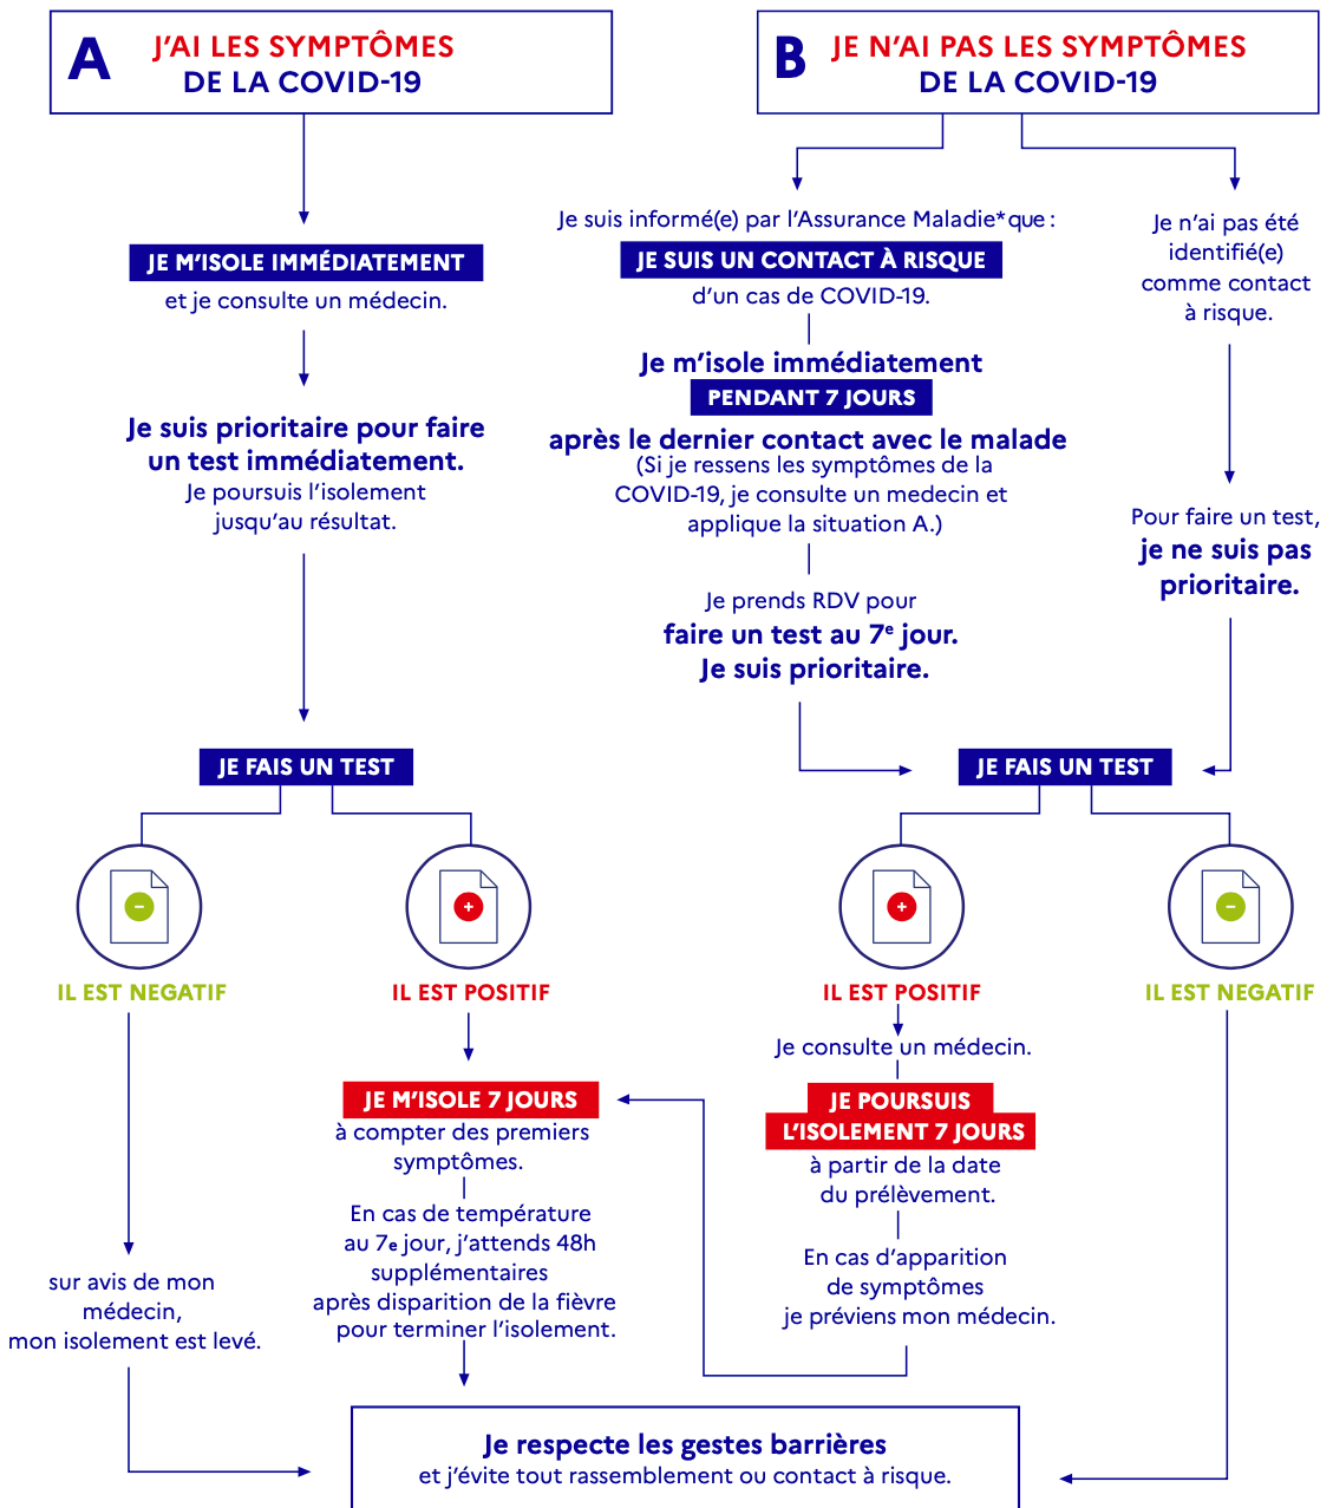 A
J'AI LES SYMPTÔMES
DE LA COVID-19
JE M'ISOLE IMMÉDIATEMENT
et je consulte un médecin.
Je suis prioritaire pour faire
un test immédiatement.
Je poursuis l'isolement
jusqu'au résultat.
JE FAIS UN TEST
-
IL EST NEGATIF
sur avis de mon
médecin,
mon isolement est levé.
+
IL EST POSITIF
JE M'ISOLE 7 JOURS
à compter des premiers
symptômes.
En cas de température
au 7e jour, j'attends 48h
supplémentaires
après disparition de la fièvre
pour terminer l'isolement.
B
JE N'AI PAS LES SYMPTÔMES
DE LA COVID-19
Je suis informé(e) par l'Assurance Maladie* que :
JE SUIS UN CONTACT À RISQUE
d'un cas de COVID-19.
Je m'isole immédiatement
PENDANT 7 JOURS
après le dernier contact avec le malade
(Si je ressens les symptômes de la
COVID-19, je consulte un medecin et
applique la situation A.)
Je prends RDV pour
faire un test au 7e jour.
Je suis prioritaire.
Je n'ai pas été
identifié(e)
comme contact
à risque.
Pour faire un test,
je ne suis pas
prioritaire.
JE FAIS UN TEST
+
IL EST POSITIF
Je consulte un médecin.
JE POURSUIS
L'ISOLEMENT 7 JOURS
à partir de la date
du prélèvement.
En cas d'apparition
de symptômes
je préviens mon médecin.
-
IL EST NEGATIF
Je respecte les gestes barrières
et j'évite tout rassemblement ou contact à risque.